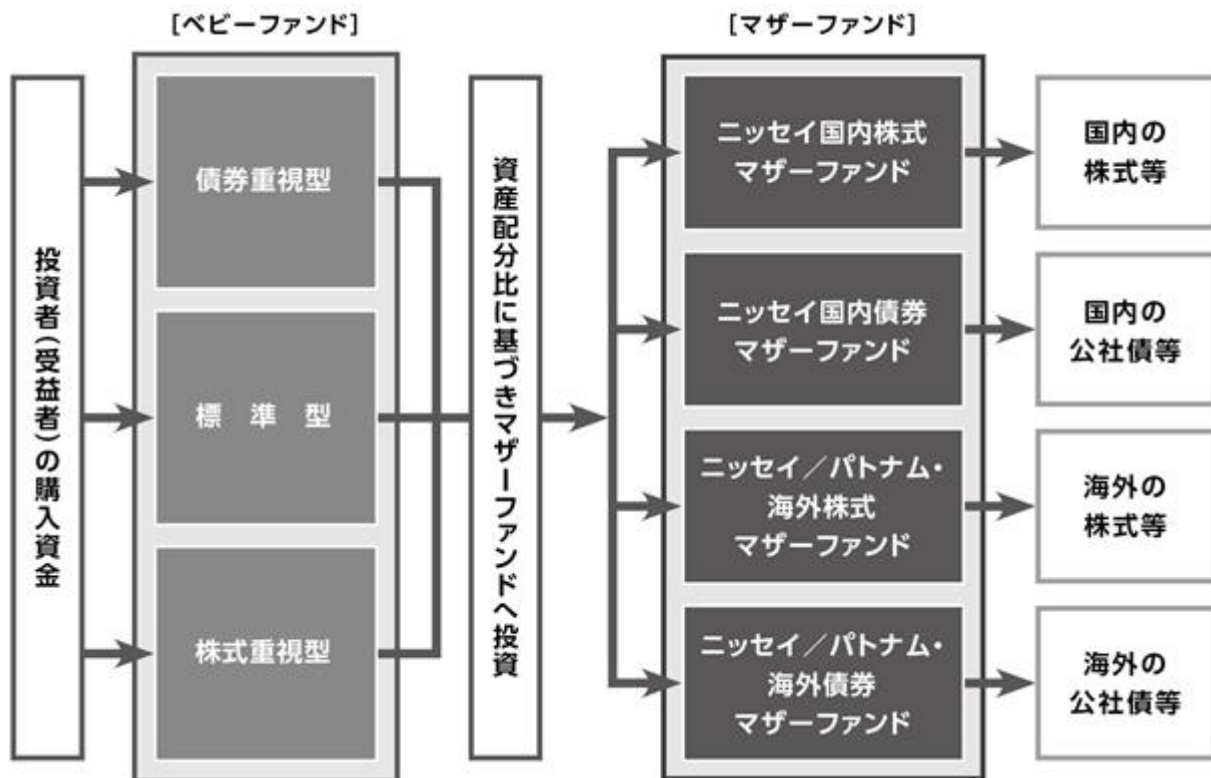 [ベビーファンド]
[マザーファンド]
投資者(受益者)の購入資金
債券重視型
標　準　型
株式重視型
資産配分比に基づきマザーファンドへ投資
ニッセイ国内株式
マザーファンド
国内の
株式等
ニッセイ国内債券
マザーファンド
国内の
公社債等
ニッセイ／パトナム・
海外株式
マザーファンド
海外の
株式等
ニッセイ／パトナム・
海外債券
マザーファンド
海外の
公社債等